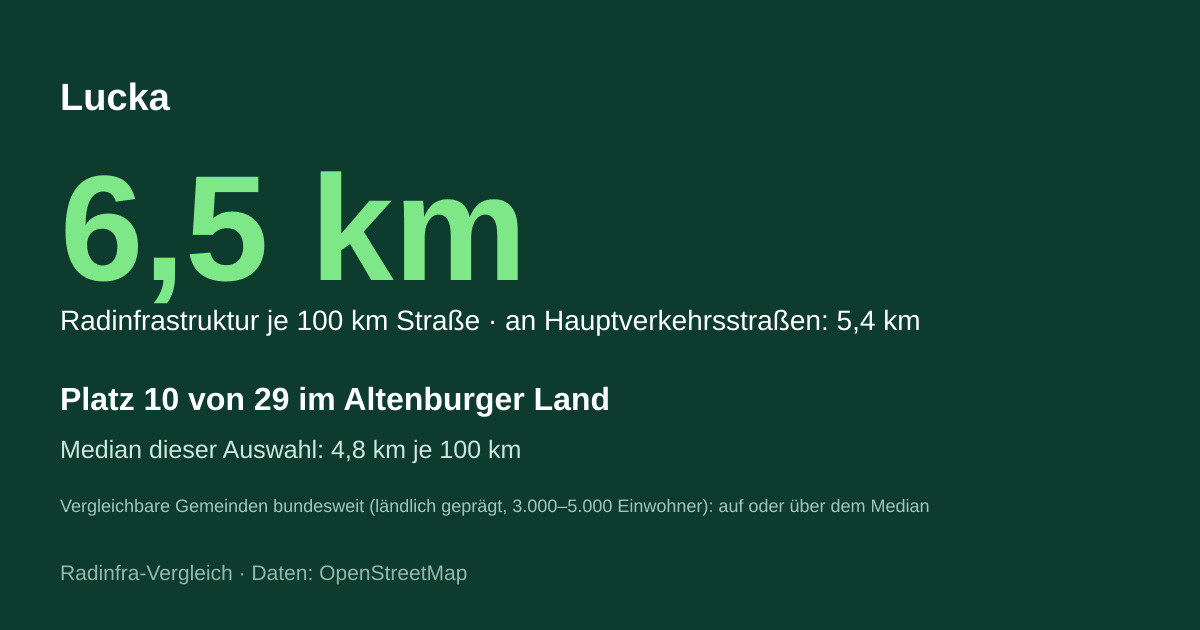 Lucka
6,5 km
Radinfrastruktur je 100 km Straße · an Hauptverkehrsstraßen: 5,4 km
Platz 10 von 29 im Altenburger Land
Median dieser Auswahl: 4,8 km je 100 km
Vergleichbare Gemeinden bundesweit (ländlich geprägt, 3.000–5.000 Einwohner): auf oder über dem Median
Radinfra-Vergleich · Daten: OpenStreetMap